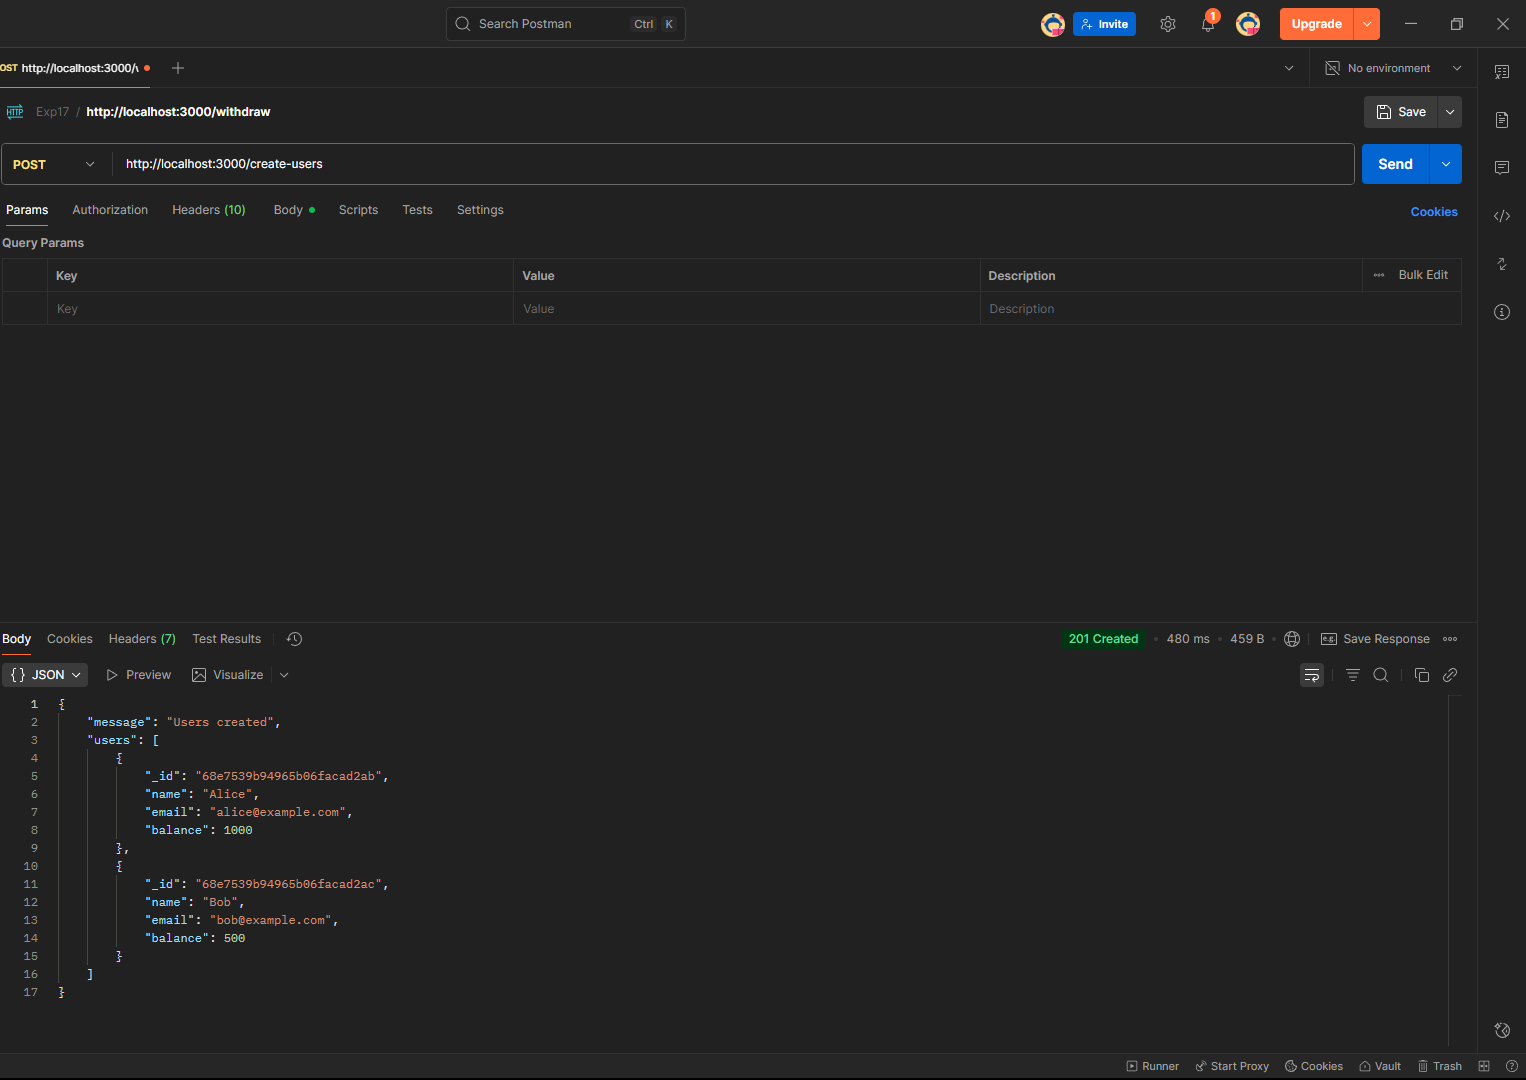 Search Postman Ctrl K Invite 1 Upgrade
OST http://localhost:3000/ No environment
HTTP Exp17 / http://localhost:3000/withdraw Save
POST http://localhost:3000/create-users Send
Params Authorization Headers (10) Body Scripts Tests Settings Cookies
Query Params
Key Value Description Bulk Edit
Key Value Description
Body Cookies Headers (7) Test Results 201 Created 480 ms 459 B e.g. Save Response
{} JSON Preview Visualize
1 {
2 "message": "Users created",
3 "users": [
4 {
5 "_id": "68e7539b94965b06facad2ab",
6 "name": "Alice",
7 "email": "alice@example.com",
8 "balance": 1000
9 },
10 {
11 "_id": "68e7539b94965b06facad2ac",
12 "name": "Bob",
13 "email": "bob@example.com",
14 "balance": 500
15 }
16 ]
17 }
Runner Start Proxy Cookies Vault Trash